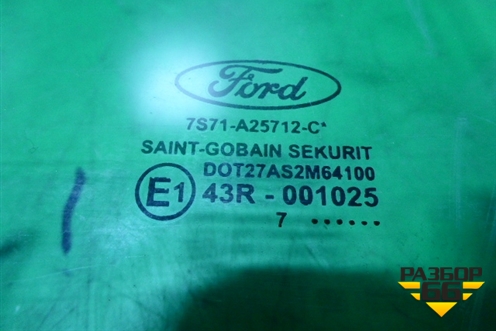 Ford
7S71-A25712-C*
SAINT-GOBAIN SEKURIT
DOT27AS2M64100
E1 43R - 001025
7 ......
РАЗБОР
66